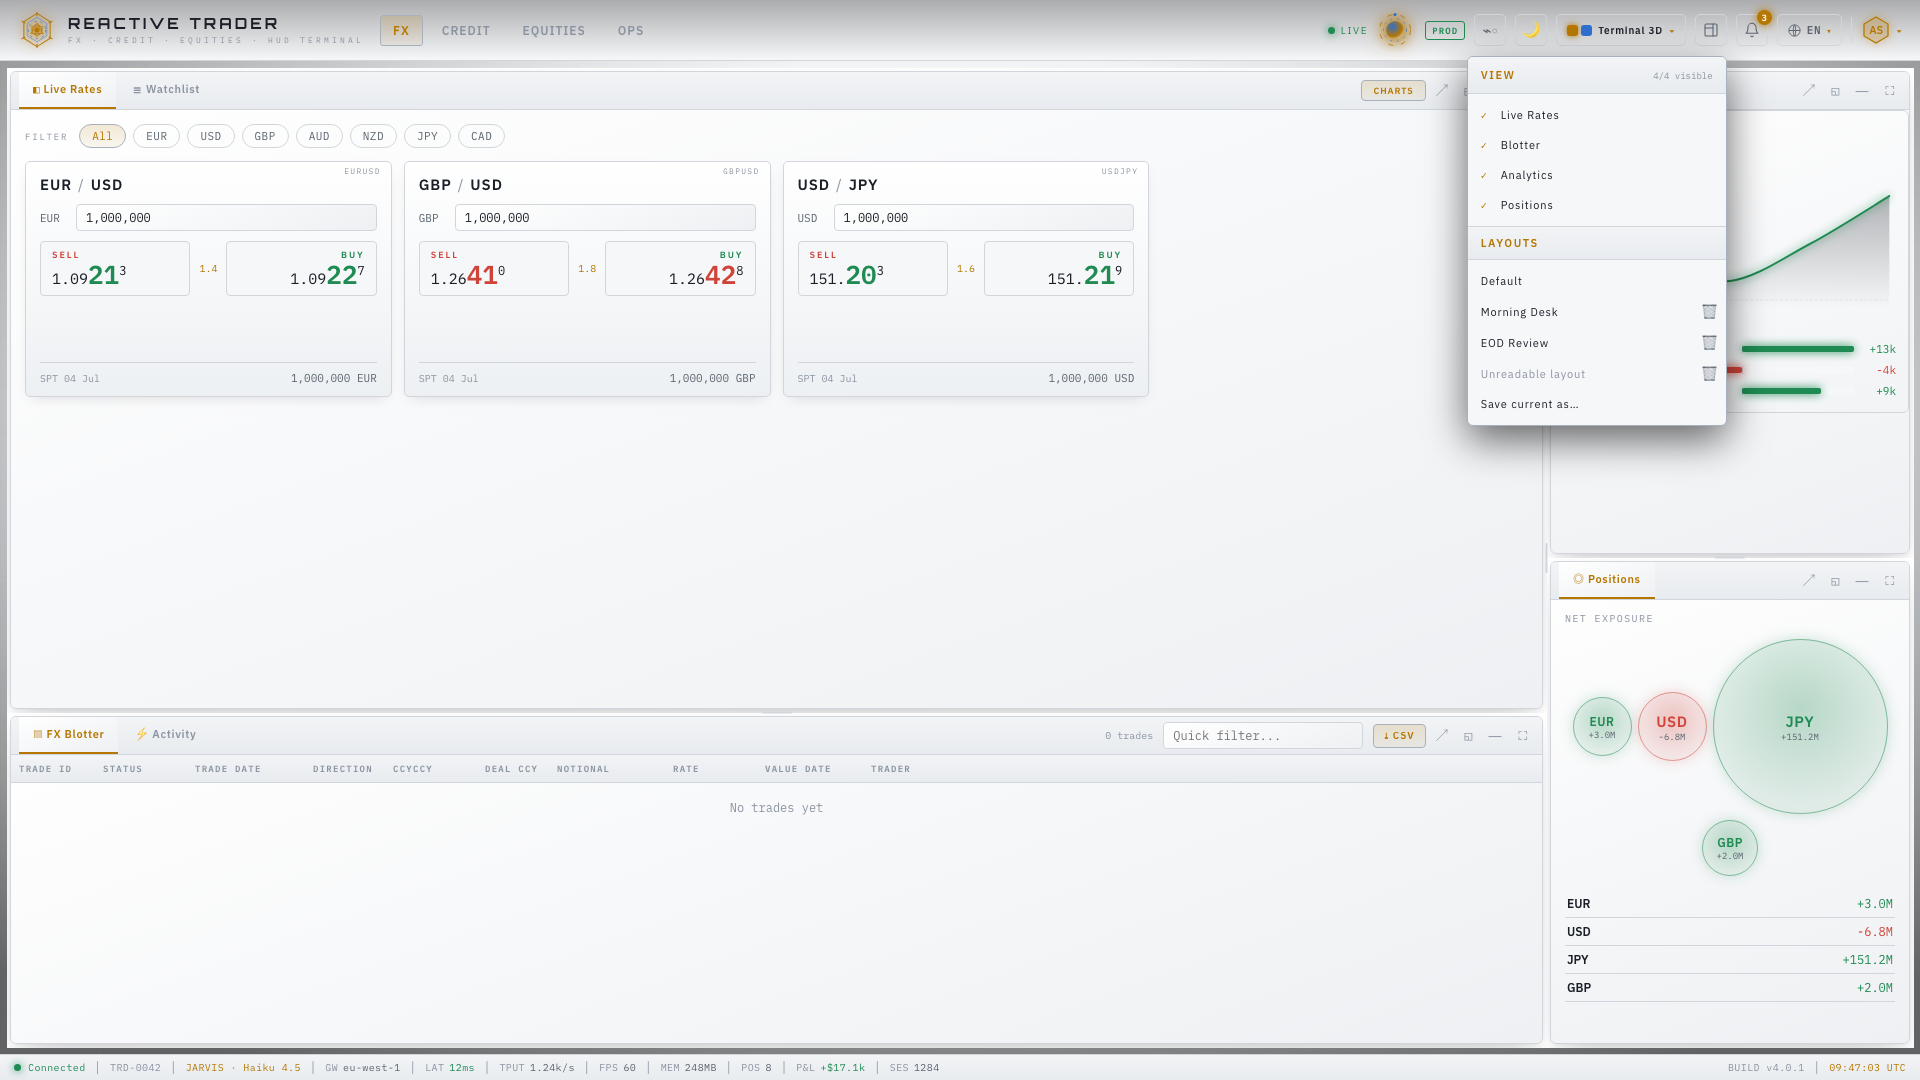 REACTIVE TRADER
FX · CREDIT · EQUITIES · HUD TERMINAL
FX
CREDIT
EQUITIES
OPS
LIVE
PROD
Terminal 3D
3
EN
AS
Live Rates
Watchlist
CHARTS
FILTER
All
EUR
USD
GBP
AUD
NZD
JPY
CAD
EURUSD
EUR / USD
EUR 1,000,000
SELL
1.09213
1.4
BUY
1.09227
SPT 04 Jul
1,000,000 EUR
GBPUSD
GBP / USD
GBP 1,000,000
SELL
1.26410
1.8
BUY
1.26428
SPT 04 Jul
1,000,000 GBP
USDJPY
USD / JPY
USD 1,000,000
SELL
151.203
1.6
BUY
151.219
SPT 04 Jul
1,000,000 USD
VIEW
4/4 visible
✓ Live Rates
✓ Blotter
✓ Analytics
✓ Positions
LAYOUTS
Default
Morning Desk
EOD Review
Unreadable layout
Save current as…
+13k
-4k
+9k
FX Blotter
Activity
0 trades
Quick filter...
↓ CSV
TRADE ID STATUS TRADE DATE DIRECTION CCYCCY DEAL CCY NOTIONAL RATE VALUE DATE TRADER
No trades yet
Positions
NET EXPOSURE
EUR
+3.0M
USD
-6.8M
JPY
+151.2M
GBP
+2.0M
EUR +3.0M
USD -6.8M
JPY +151.2M
GBP +2.0M
Connected
TRD-0042
JARVIS · Haiku 4.5
GW eu-west-1
LAT 12ms
TPUT 1.24k/s
FPS 60
MEM 248MB
POS 8
P&L +$17.1k
SES 1284
BUILD v4.0.1
09:47:03 UTC